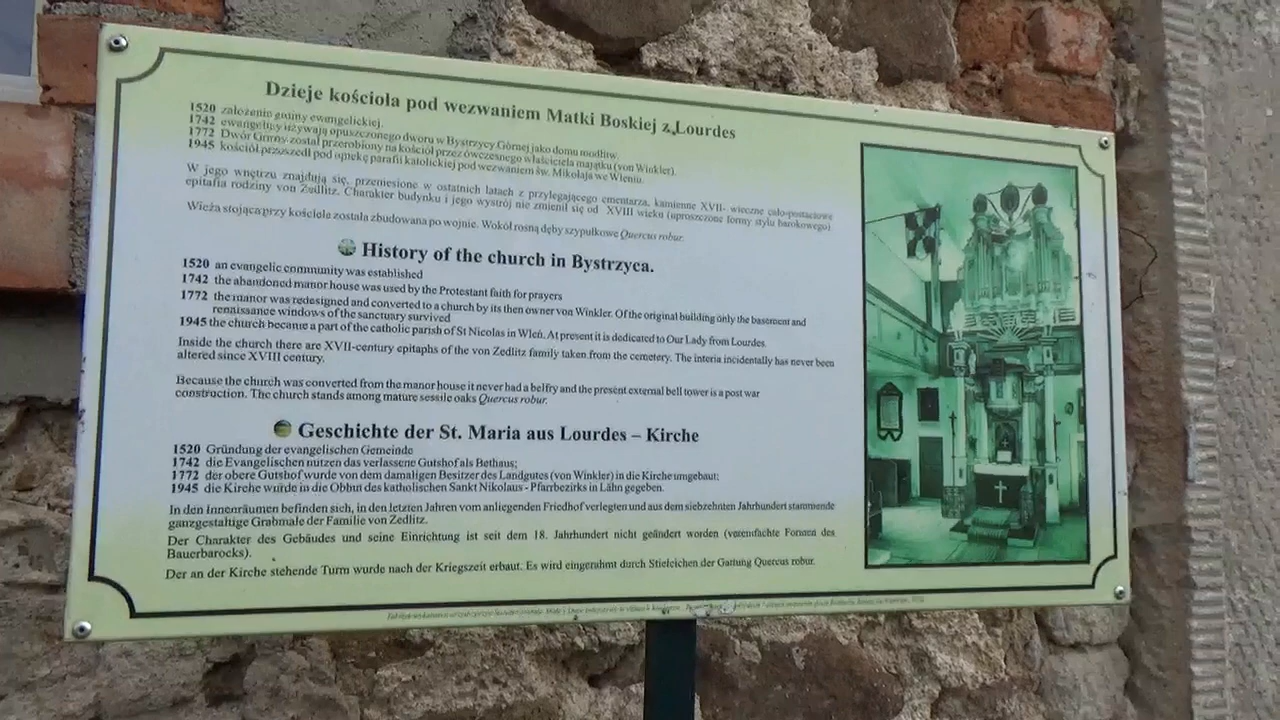 Dzieje kościoła pod wezwaniem Matki Boskiej z Lourdes
1520 założenie gminy ewangelickiej.
1742 ewangelicy używają opuszczonego dworu w Bystrzycy Górnej jako domu modlitw.
1772 Dwór Górny został przerobiony na kościół przez ówczesnego właściciela majątku (von Winkler).
1945 kościół przeszedł pod opiekę parafii katolickiej pod wezwaniem św. Mikołaja we Wleniu.
W jego wnętrzu znajdują się, przeniesione w ostatnich latach z przylegającego cmentarza, kamienne XVII- wieczne cało-postaciowe
epitafia rodziny von Zedlitz. Charakter budynku i jego wystrój nie zmienił się od XVIII wieku (uproszczone formy stylu barokowego)
Wieża stojąca przy kościele została zbudowana po wojnie. Wokół rosną dęby szypułkowe Quercus robur.
History of the church in Bystrzyca.
1520 an evangelic community was established
1742 the abandoned manor house was used by the Protestant faith for prayers
1772 the manor was redesigned and converted to a church by its then owner von Winkler. Of the original building only the basement and
renaissance windows of the sanctuary survived
1945 the church became a part of the catholic parish of St Nicolas in Wleń. At present it is dedicated to Our Lady from Lourdes.
Inside the church there are XVII-century epitaphs of the von Zedlitz family taken from the cemetery. The interia incidentally has never been
altered since XVIII century.
Because the church was converted from the manor house it never had a belfry and the present external bell tower is a post war
construction. The church stands among mature sessile oaks Quercus robur.
Geschichte der St. Maria aus Lourdes – Kirche
1520 Gründung der evangelischen Gemeinde
1742 die Evangelischen nutzen das verlassene Gutshof als Bethaus;
1772 der obere Gutshof wurde von dem damaligen Besitzer des Landgutes (von Winkler) in die Kirche umgebaut;
1945 die Kirche wurde in die Obhut des katholischen Sankt Nikolaus - Pfarrbezirks in Lähn gegeben.
In den Innenräumen befinden sich, in den letzten Jahren vom anliegenden Friedhof verlegten und aus dem siebzehnten Jahrhundert stammende
ganzgestaltige Grabmale der Familie von Zedlitz.
Der Charakter des Gebäudes und seine Einrichtung ist seit dem 18. Jahrhundert nicht geändert worden (vereinfachte Formen des
Bauerbarocks).
Der an der Kirche stehende Turm wurde nach der Kriegszeit erbaut. Es wird eingerahmt durch Stieleichen der Gattung Quercus robur.